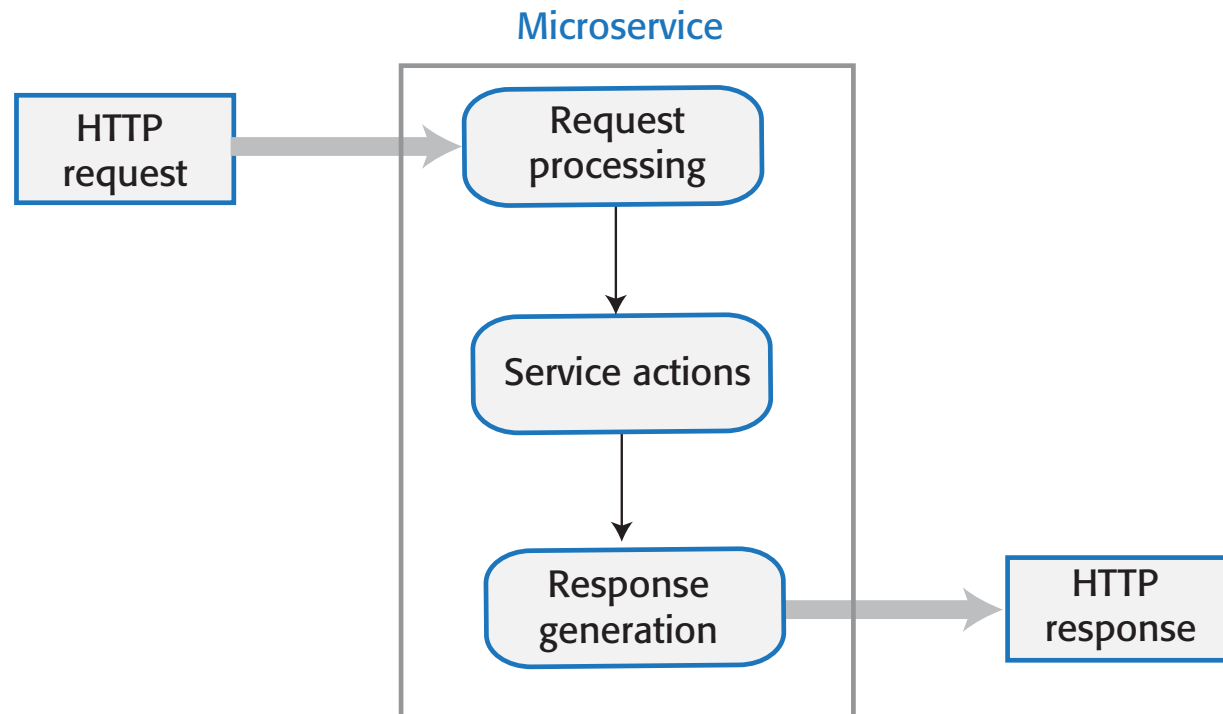 Microservice
HTTP
request
Request
processing
Service actions
Response
generation
HTTP
response